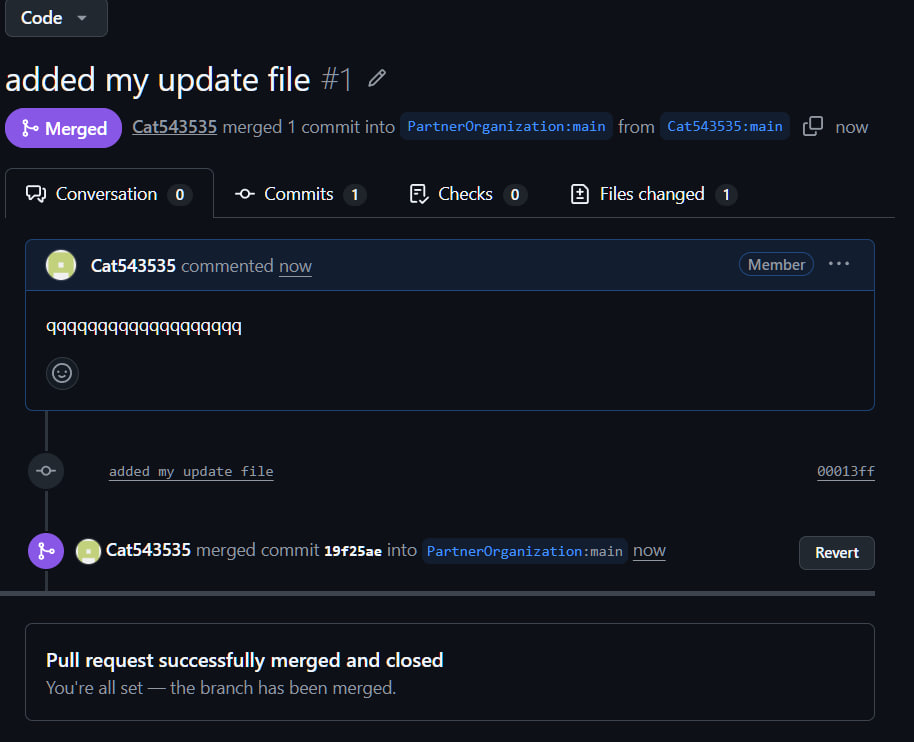 Code
added my update file #1
Merged Cat543535 merged 1 commit into PartnerOrganization:main from Cat543535:main now
Conversation 0 Commits 1 Checks 0 Files changed 1
Cat543535 commented now Member
qqqqqqqqqqqqqqqqqqq
added my update file 00013ff
Cat543535 merged commit 19f25ae into PartnerOrganization:main now Revert
Pull request successfully merged and closed
You're all set — the branch has been merged.